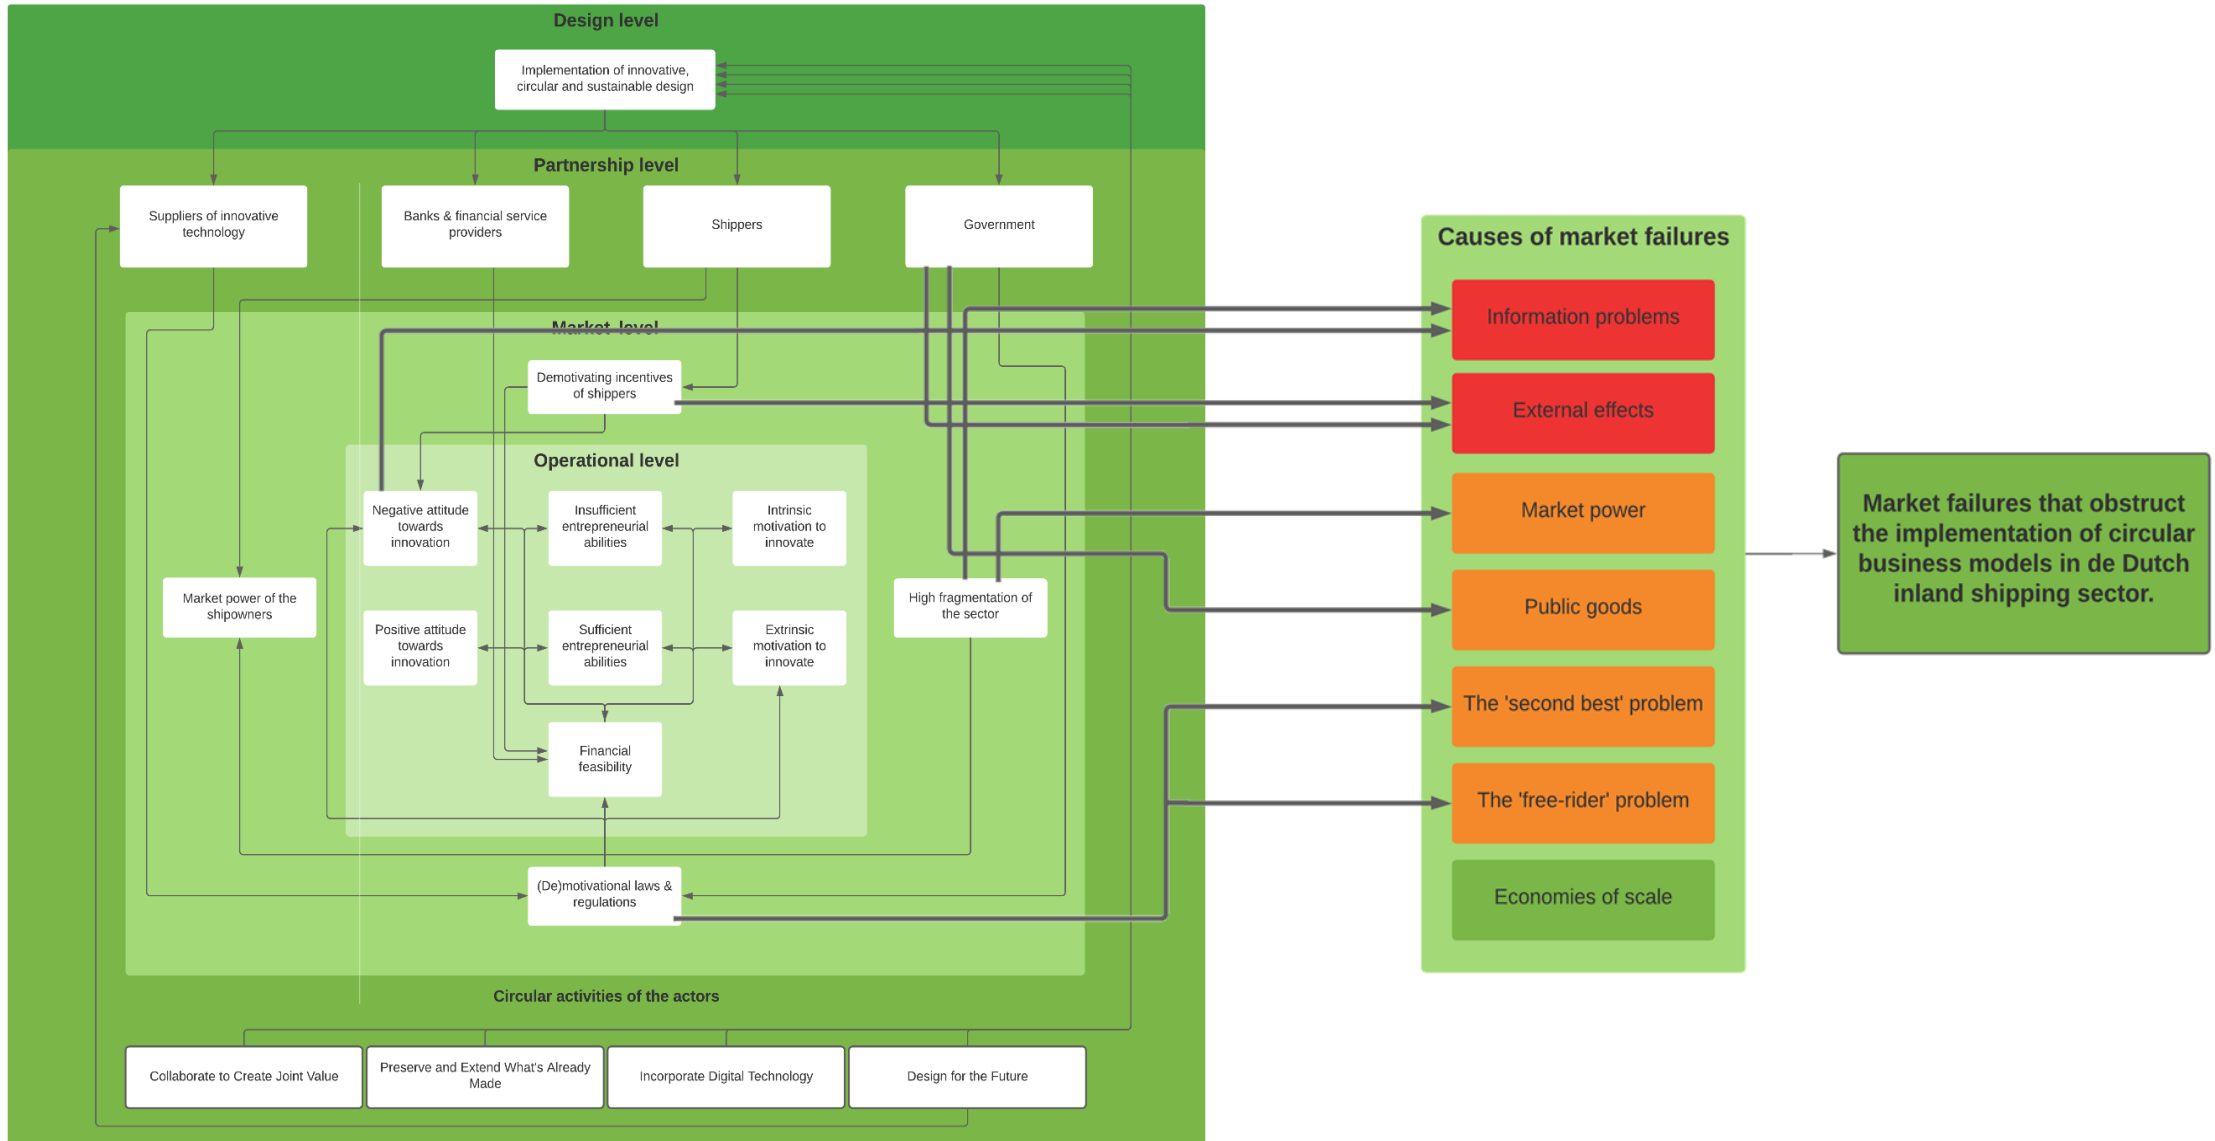 Design level
Implementation of innovative,
circular and sustainable design
Partnership level
Suppliers of innovative
technology
Banks & financial service
providers
Shippers
Government
Market level
Demotivating incentives
of shippers
Operational level
Negative attitude
towards
innovation
Insufficient
entrepreneurial
abilities
Intrinsic
motivation to
innovate
Market power of the
shipowners
High fragmentation of
the sector
Positive attitude
towards
innovation
Sufficient
entrepreneurial
abilities
Extrinsic
motivation to
innovate
Financial
feasibility
(De)motivational laws &
regulations
Circular activities of the actors
Collaborate to Create Joint Value
Preserve and Extend What's Already
Made
Incorporate Digital Technology
Design for the Future
Causes of market failures
Information problems
External effects
Market power
Public goods
The 'second best' problem
The 'free-rider' problem
Economies of scale
Market failures that obstruct
the implementation of circular
business models in de Dutch
inland shipping sector.